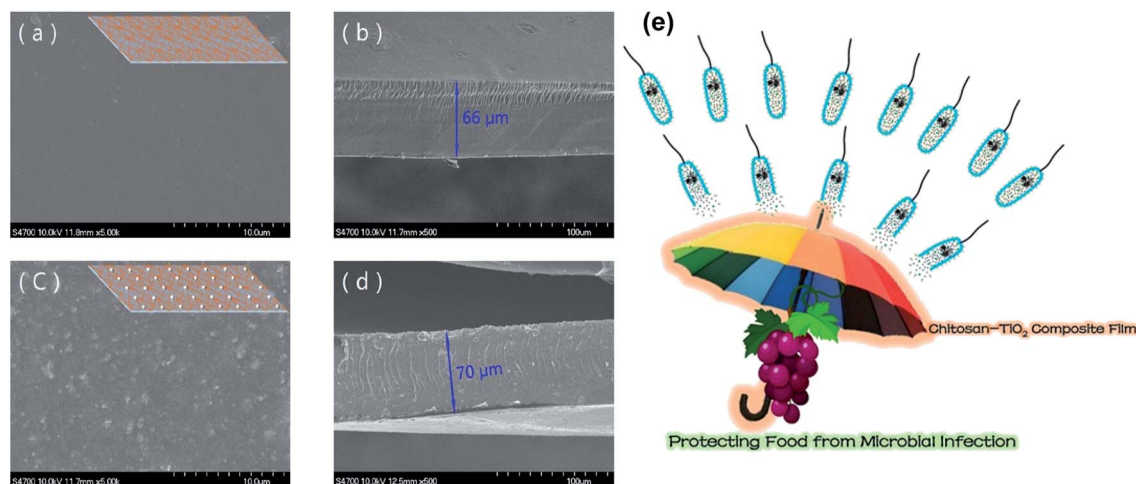 ( a )
S4700 10.0kV 11.8mm x5.00k 10.0um
( b )
66 μm
S4700 10.0kV 11.7mm x500 100um
(e)
Chitosan-TiO₂ Composite Film
Protecting Food from Microbial Infection
( C )
S4700 10.0kV 11.7mm x5.00k 10.0um
( d )
70 μm
S4700 10.0kV 12.5mm x500 100um